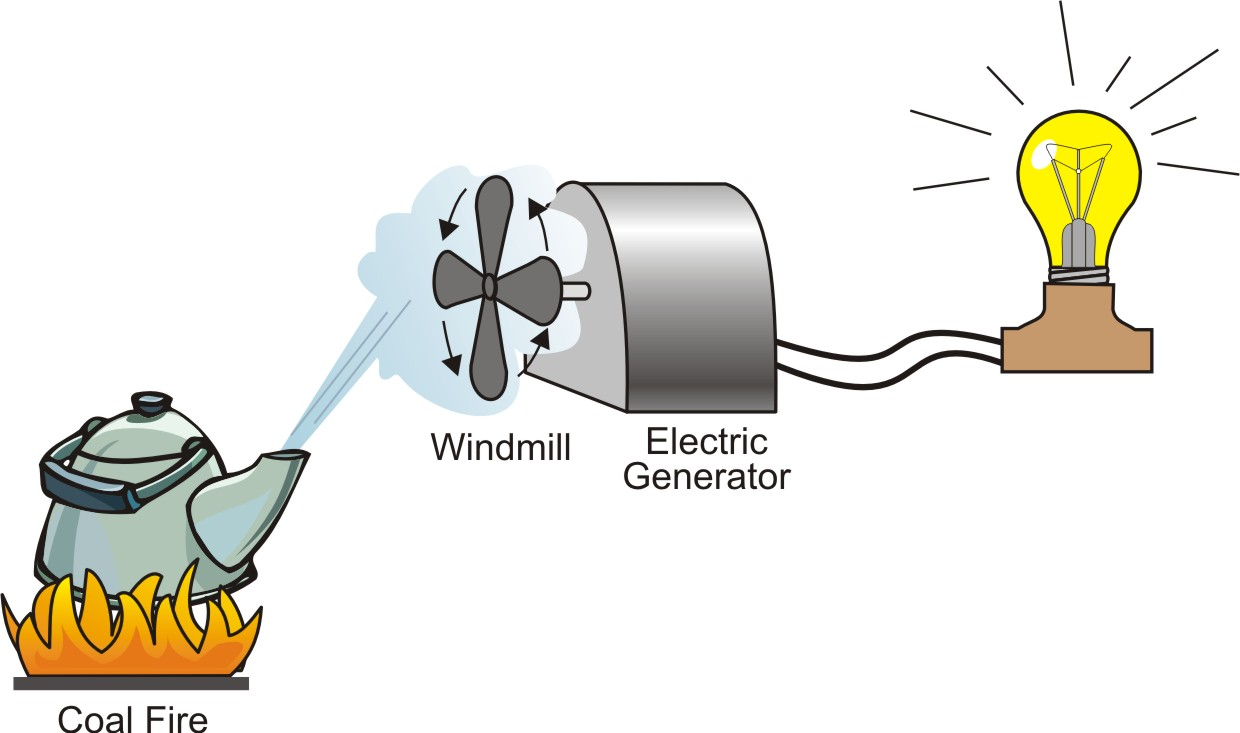 Windmill
Electric
Generator
Coal Fire